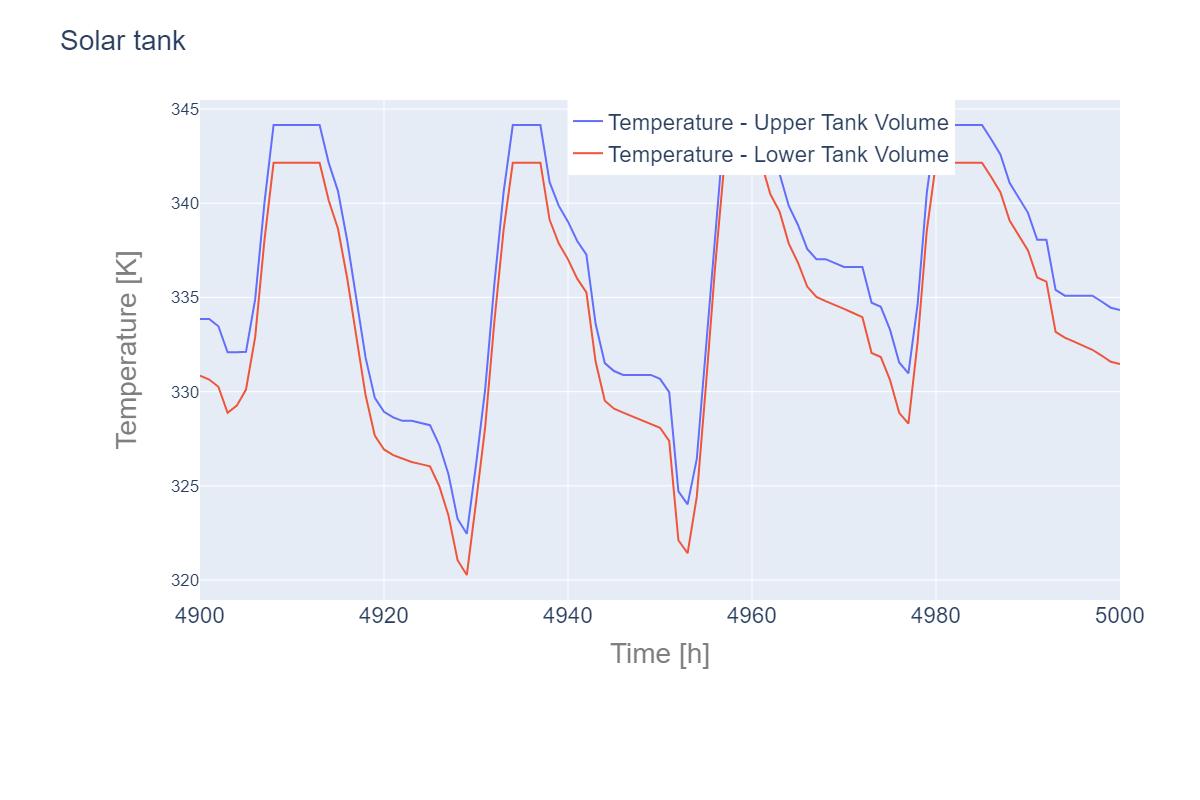 Solar tank
345
340
335
330
325
320
Temperature - Upper Tank Volume
Temperature - Lower Tank Volume
Temperature [K]
4900 4920 4940 4960 4980 5000
Time [h]